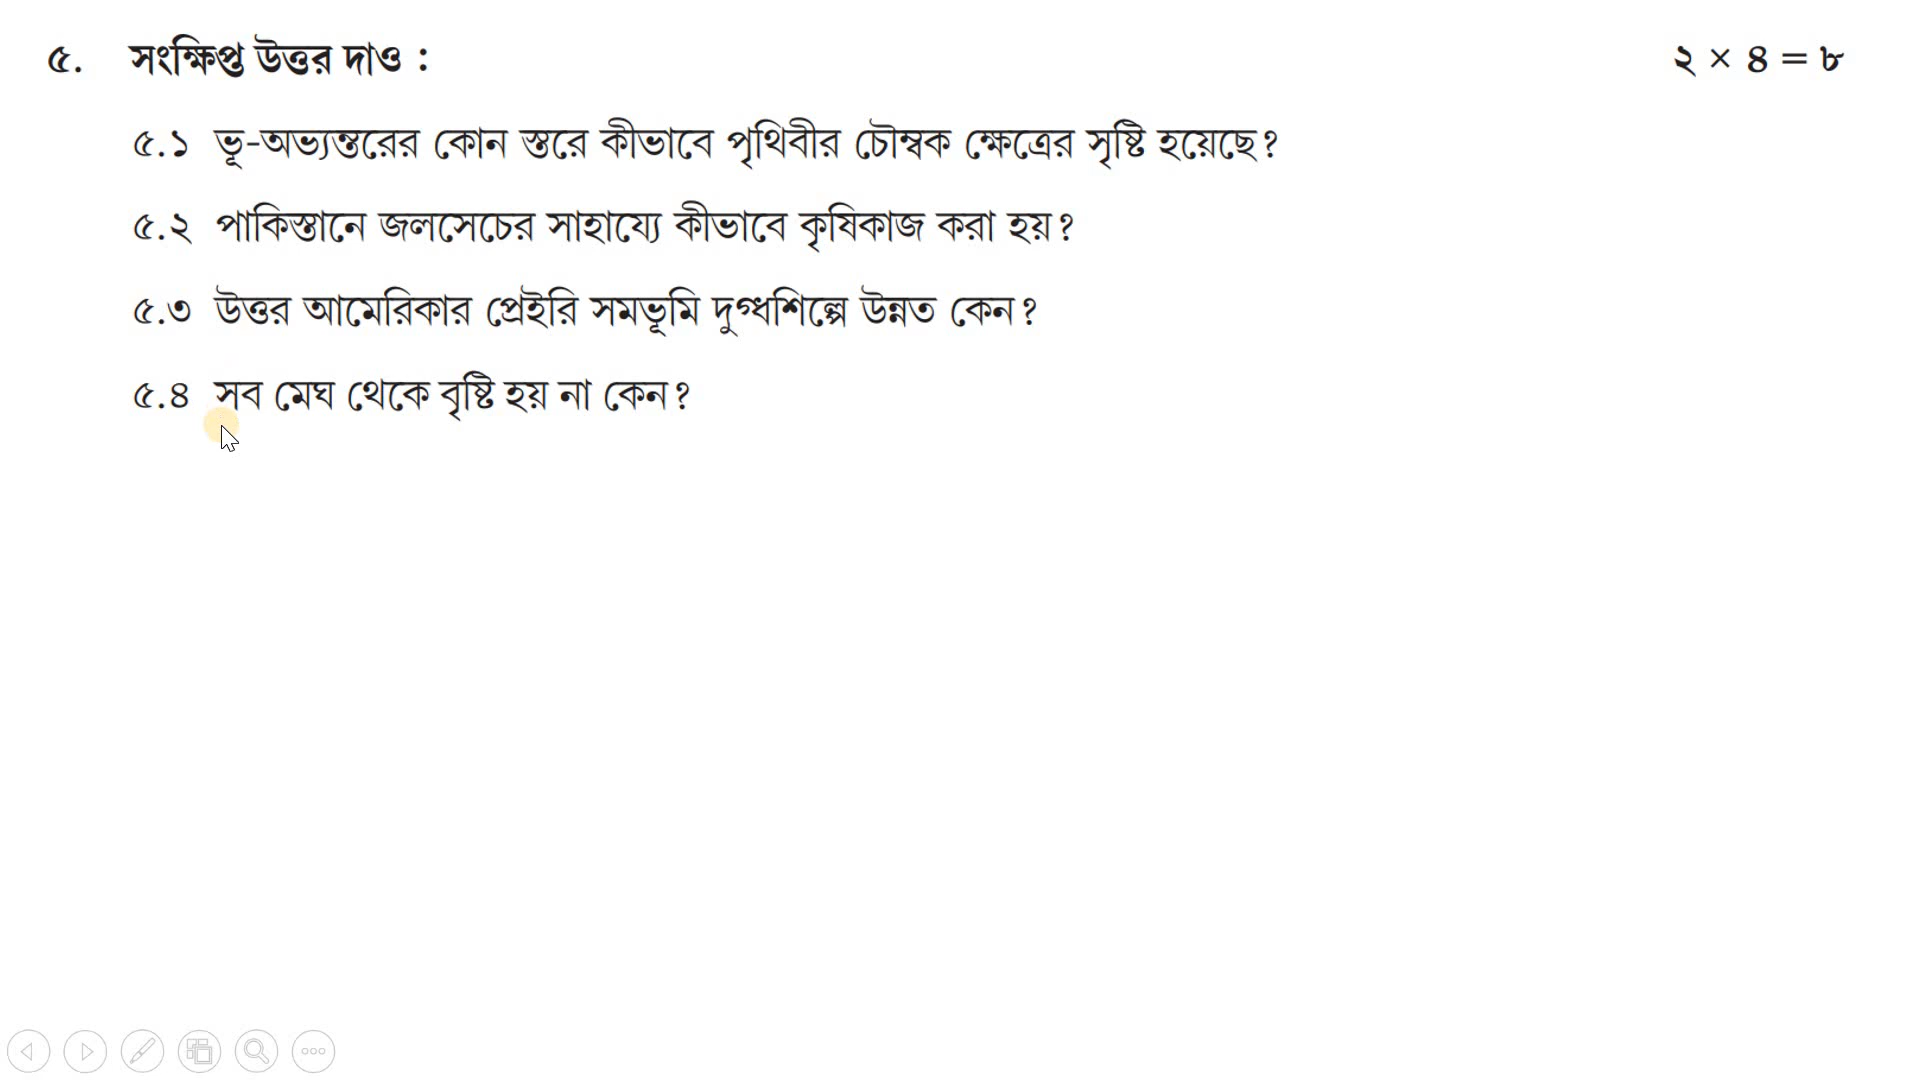 ৫. সংক্ষিপ্ত উত্তর দাও : ২ × ৪ = ৮
৫.১ ভূ-অভ্যন্তরের কোন স্তরে কীভাবে পৃথিবীর চৌম্বক ক্ষেত্রের সৃষ্টি হয়েছে?
৫.২ পাকিস্তানে জলসেচের সাহায্যে কীভাবে কৃষিকাজ করা হয়?
৫.৩ উত্তর আমেরিকার প্রেইরি সমভূমি দুগ্ধশিল্পে উন্নত কেন?
৫.৪ সব মেঘ থেকে বৃষ্টি হয় না কেন?